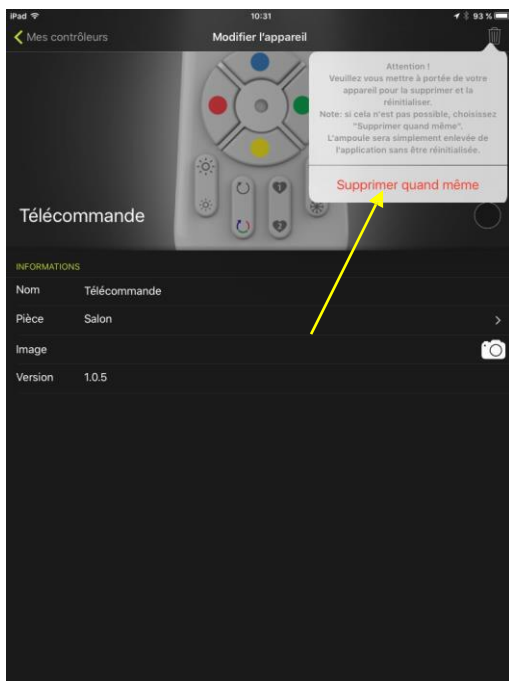 iPad 10:31 93 %
Mes contrôleurs Modifier l'appareil
Attention !
Veuillez vous mettre à portée de votre
appareil pour la supprimer et la
réinitialiser.
Note: si cela n'est pas possible, choisissez
"Supprimer quand même".
L'ampoule sera simplement enlevée de
l'application sans être réinitialisée.
Supprimer quand même
Télécommande
INFORMATIONS
Nom Télécommande
Pièce Salon
Image
Version 1.0.5